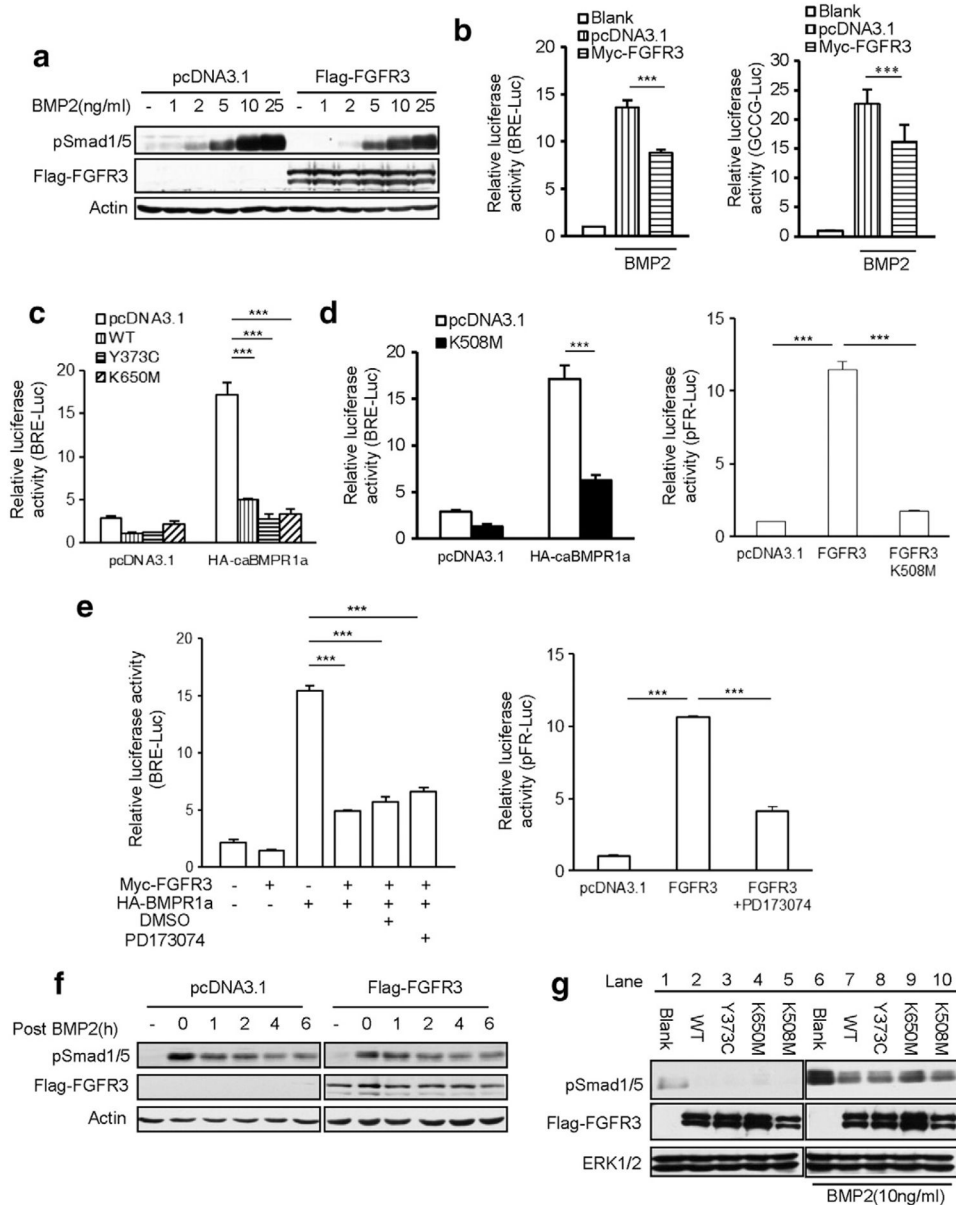 a
pcDNA3.1 Flag-FGFR3
BMP2(ng/ml) - 1 2 5 10 25 - 1 2 5 10 25
pSmad1/5
Flag-FGFR3
Actin
b
Blank
pcDNA3.1
Myc-FGFR3
***
Relative luciferase
activity (BRE-Luc)
20
15
10
5
0
BMP2
Blank
pcDNA3.1
Myc-FGFR3
***
Relative luciferase
activity (GCCG-Luc)
30
25
20
15
10
5
0
BMP2
c
pcDNA3.1
WT
Y373C
K650M
***
***
***
Relative luciferase
activity (BRE-Luc)
20
15
10
5
0
pcDNA3.1 HA-caBMPR1a
d
pcDNA3.1
K508M
***
Relative luciferase
activity (BRE-Luc)
20
15
10
5
0
pcDNA3.1 HA-caBMPR1a
*** ***
Relative luciferase
activity (pFR-Luc)
15
10
5
0
pcDNA3.1 FGFR3 FGFR3
K508M
e
***
***
***
Relative luciferase activity
(BRE-Luc)
20
15
10
5
0
Myc-FGFR3 - + - + + +
HA-BMPR1a - - + + + +
DMSO +
PD173074 +
*** ***
Relative luciferase
activity (pFR-Luc)
15
10
5
0
pcDNA3.1 FGFR3 FGFR3
+PD173074
f
pcDNA3.1 Flag-FGFR3
Post BMP2(h) - 0 1 2 4 6 - 0 1 2 4 6
pSmad1/5
Flag-FGFR3
Actin
g
Lane 1 2 3 4 5 6 7 8 9 10
Blank WT Y373C K650M K508M Blank WT Y373C K650M K508M
pSmad1/5
Flag-FGFR3
ERK1/2
BMP2(10ng/ml)